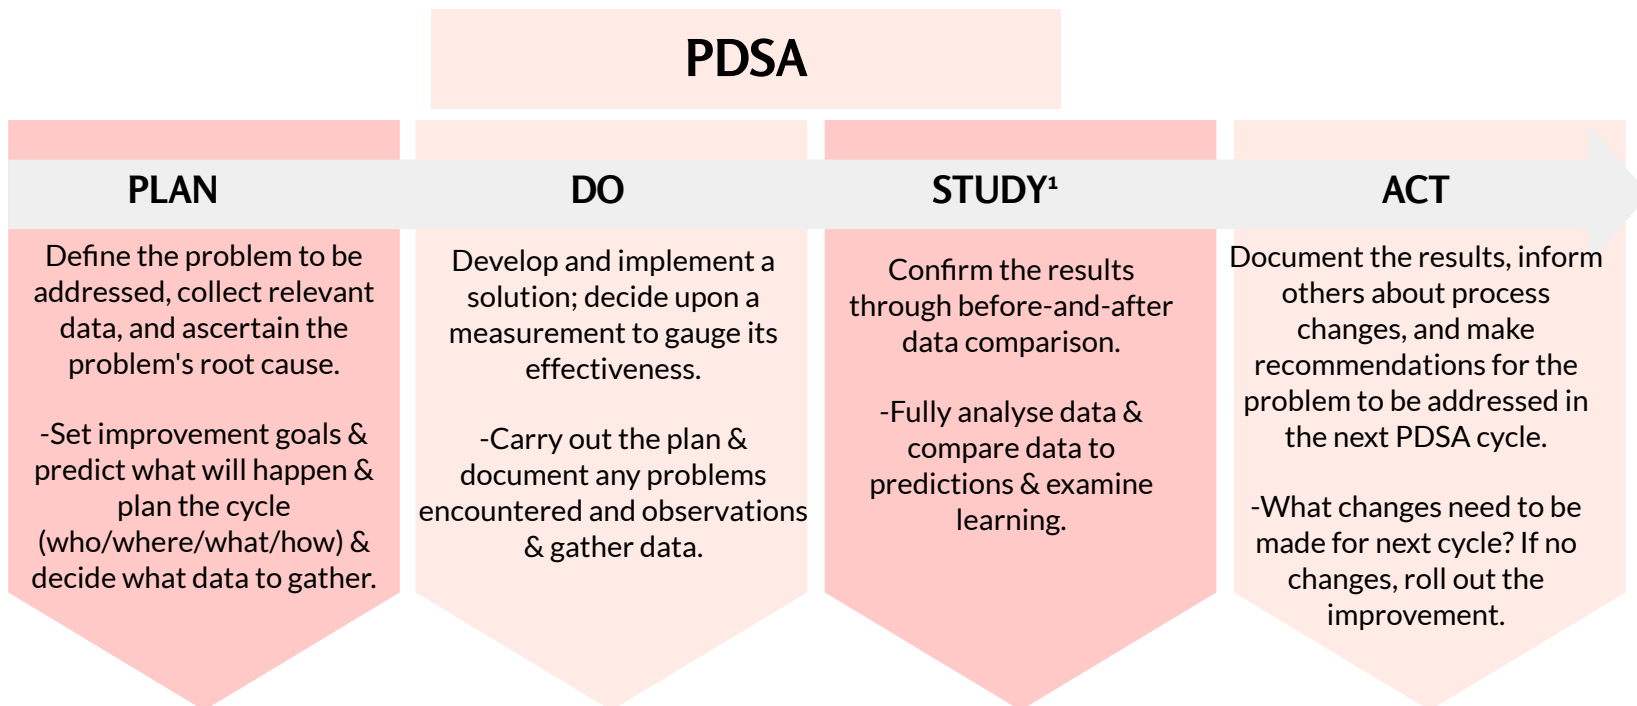 PDSA
PLAN
Define the problem to be
addressed, collect relevant
data, and ascertain the
problem's root cause.
-Set improvement goals &
predict what will happen &
plan the cycle
(who/where/what/how) &
decide what data to gather.
DO
Develop and implement a
solution; decide upon a
measurement to gauge its
effectiveness.
-Carry out the plan &
document any problems
encountered and observations
& gather data.
STUDY¹
Confirm the results
through before-and-after
data comparison.
-Fully analyse data &
compare data to
predictions & examine
learning.
ACT
Document the results, inform
others about process
changes, and make
recommendations for the
problem to be addressed in
the next PDSA cycle.
-What changes need to be
made for next cycle? If no
changes, roll out the
improvement.